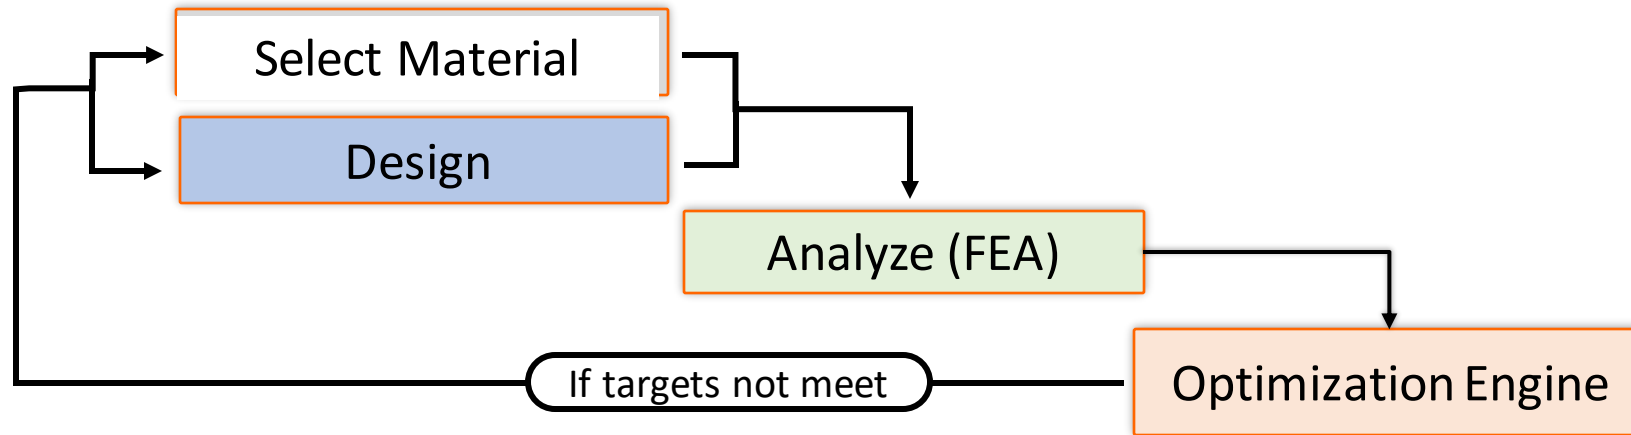 Select Material
Design
Analyze (FEA)
If targets not meet
Optimization Engine